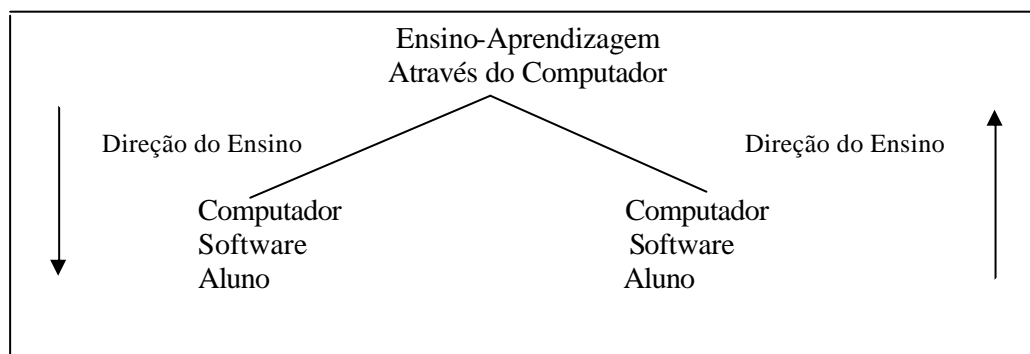 Ensino-Aprendizagem
Através do Computador
Direção do Ensino
Direção do Ensino
Computador
Software
Aluno
Computador
Software
Aluno